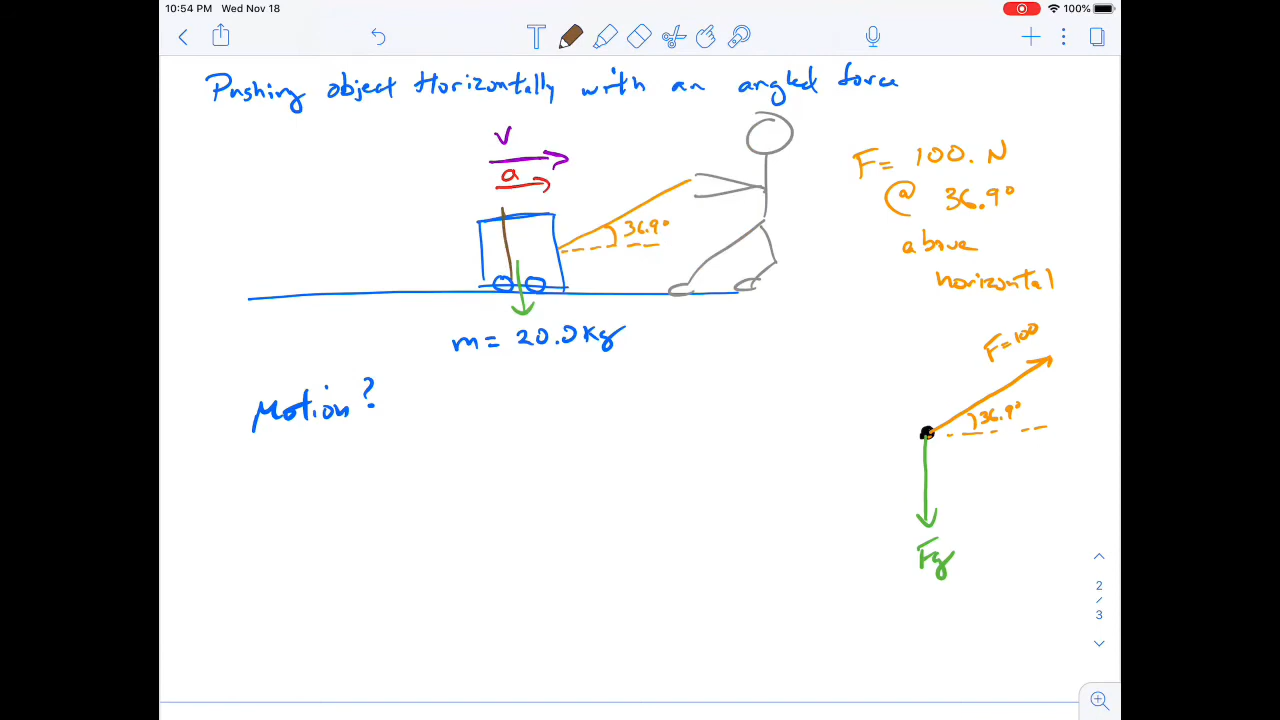 10:54 PM Wed Nov 18
100%
T
Pushing object Horizontally with an angled force
V
a
36.9°
F = 100. N
@ 36.9°
above
horizontal
m = 20.0 Kg
Motion?
F=100
36.9°
Fg
2
/
3